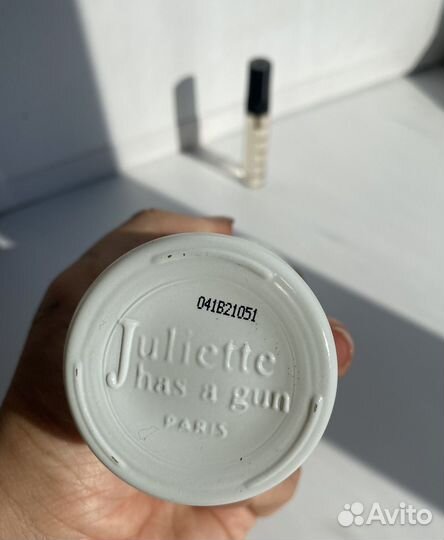 041B21051
Juliette
has a gun
PARIS
Avito